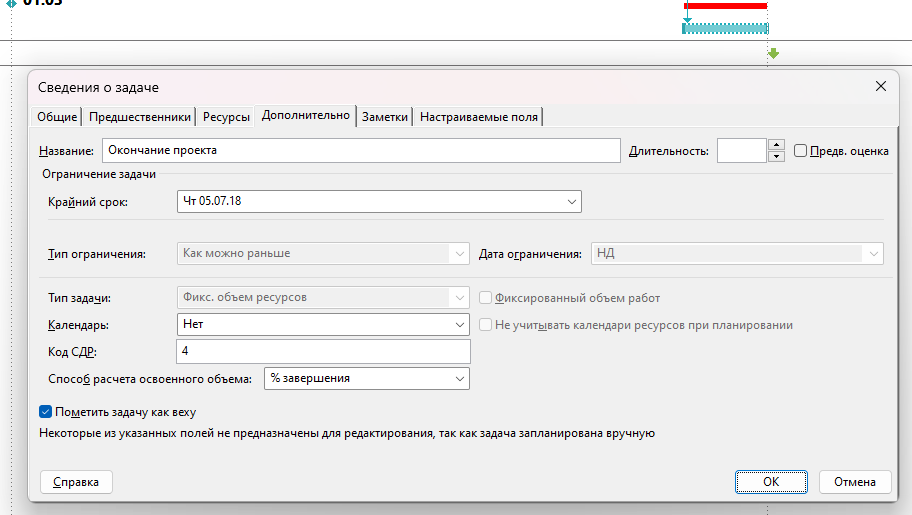 01.05
Сведения о задаче
Общие Предшественники Ресурсы Дополнительно Заметки Настраиваемые поля
Название: Окончание проекта Длительность: Предв. оценка
Ограничение задачи
Крайний срок: Чт 05.07.18
Тип ограничения: Как можно раньше Дата ограничения: НД
Тип задачи: Фикс. объем ресурсов Фиксированный объем работ
Календарь: Нет Не учитывать календари ресурсов при планировании
Код СДР: 4
Способ расчета освоенного объема: % завершения
Пометить задачу как веху
Некоторые из указанных полей не предназначены для редактирования, так как задача запланирована вручную
Справка ОК Отмена